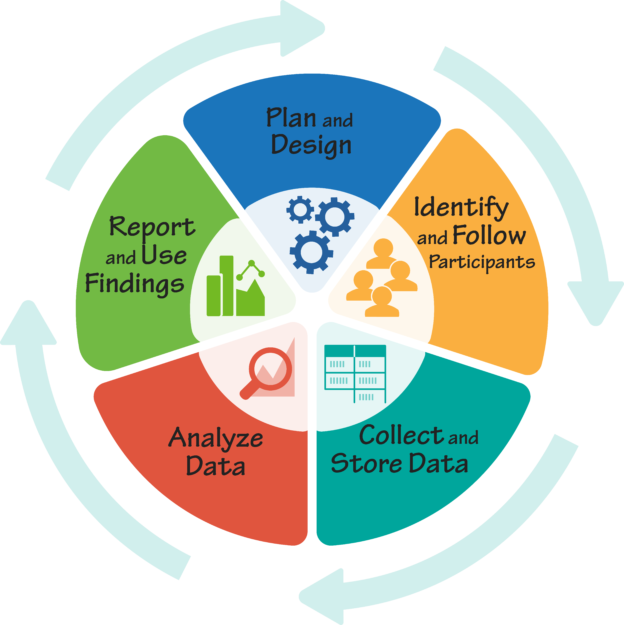 Plan and
Design
Identify
and Follow
Participants
Collect and
Store Data
Analyze
Data
Report
and Use
Findings